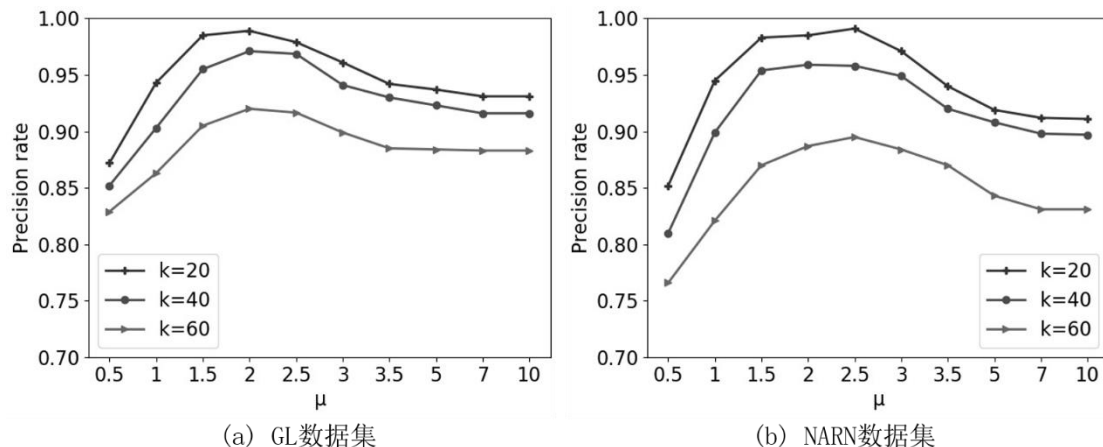 1.00
0.95
0.90
0.85
0.80
0.75
0.70
Precision rate
k=20
k=40
k=60
0.5 1 1.5 2 2.5 3 3.5 5 7 10
μ
(a) GL数据集
1.00
0.95
0.90
0.85
0.80
0.75
0.70
Precision rate
k=20
k=40
k=60
0.5 1 1.5 2 2.5 3 3.5 5 7 10
μ
(b) NARN数据集